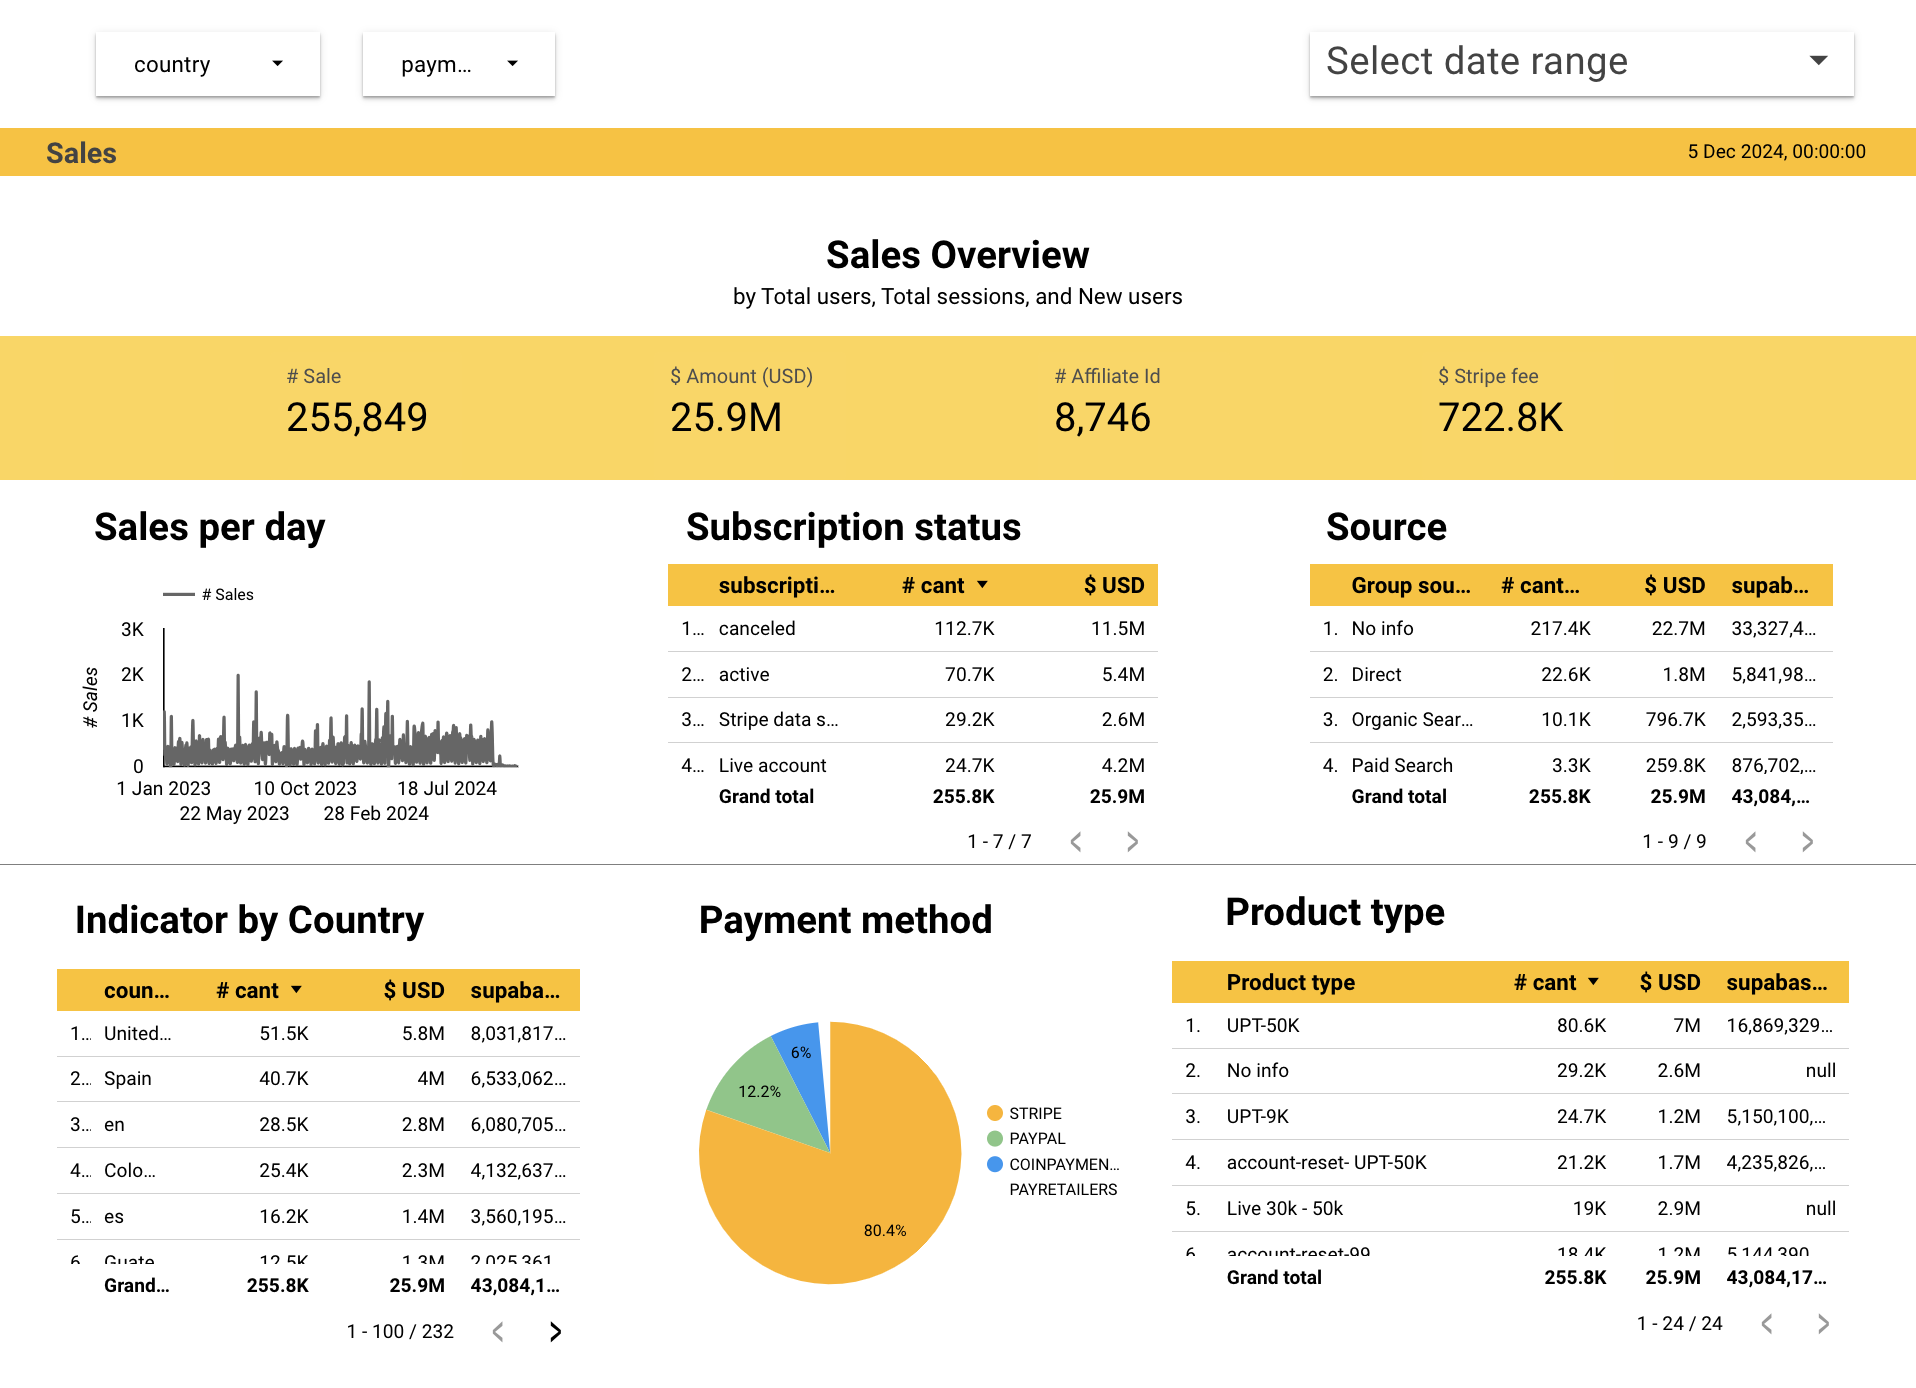 country
paym...
Select date range
Sales
5 Dec 2024, 00:00:00
Sales Overview
by Total users, Total sessions, and New users
# Sale
255,849
$ Amount (USD)
25.9M
# Affiliate Id
8,746
$ Stripe fee
722.8K
Sales per day
# Sales
# Sales
3K
2K
1K
0
1 Jan 2023 10 Oct 2023 18 Jul 2024
22 May 2023 28 Feb 2024
Subscription status
subscripti... # cant $ USD
1... canceled 112.7K 11.5M
2... active 70.7K 5.4M
3... Stripe data s... 29.2K 2.6M
4... Live account 24.7K 4.2M
Grand total 255.8K 25.9M
1 - 7 / 7
Source
Group sou... # cant... $ USD supab...
1. No info 217.4K 22.7M 33,327,4...
2. Direct 22.6K 1.8M 5,841,98...
3. Organic Sear... 10.1K 796.7K 2,593,35...
4. Paid Search 3.3K 259.8K 876,702,...
Grand total 255.8K 25.9M 43,084,...
1 - 9 / 9
Indicator by Country
coun... # cant $ USD supaba...
1... United... 51.5K 5.8M 8,031,817...
2... Spain 40.7K 4M 6,533,062...
3... en 28.5K 2.8M 6,080,705...
4... Colo... 25.4K 2.3M 4,132,637...
5... es 16.2K 1.4M 3,560,195...
6 Guate 12.5K 1.3M 2,025,361
Grand... 255.8K 25.9M 43,084,1...
1 - 100 / 232
Payment method
6%
12.2%
80.4%
STRIPE
PAYPAL
COINPAYMEN...
PAYRETAILERS
Product type
Product type # cant $ USD supabas...
1. UPT-50K 80.6K 7M 16,869,329...
2. No info 29.2K 2.6M null
3. UPT-9K 24.7K 1.2M 5,150,100,...
4. account-reset- UPT-50K 21.2K 1.7M 4,235,826,...
5. Live 30k - 50k 19K 2.9M null
6 account-reset-99 18.4K 1.2M 5,144,390
Grand total 255.8K 25.9M 43,084,17...
1 - 24 / 24